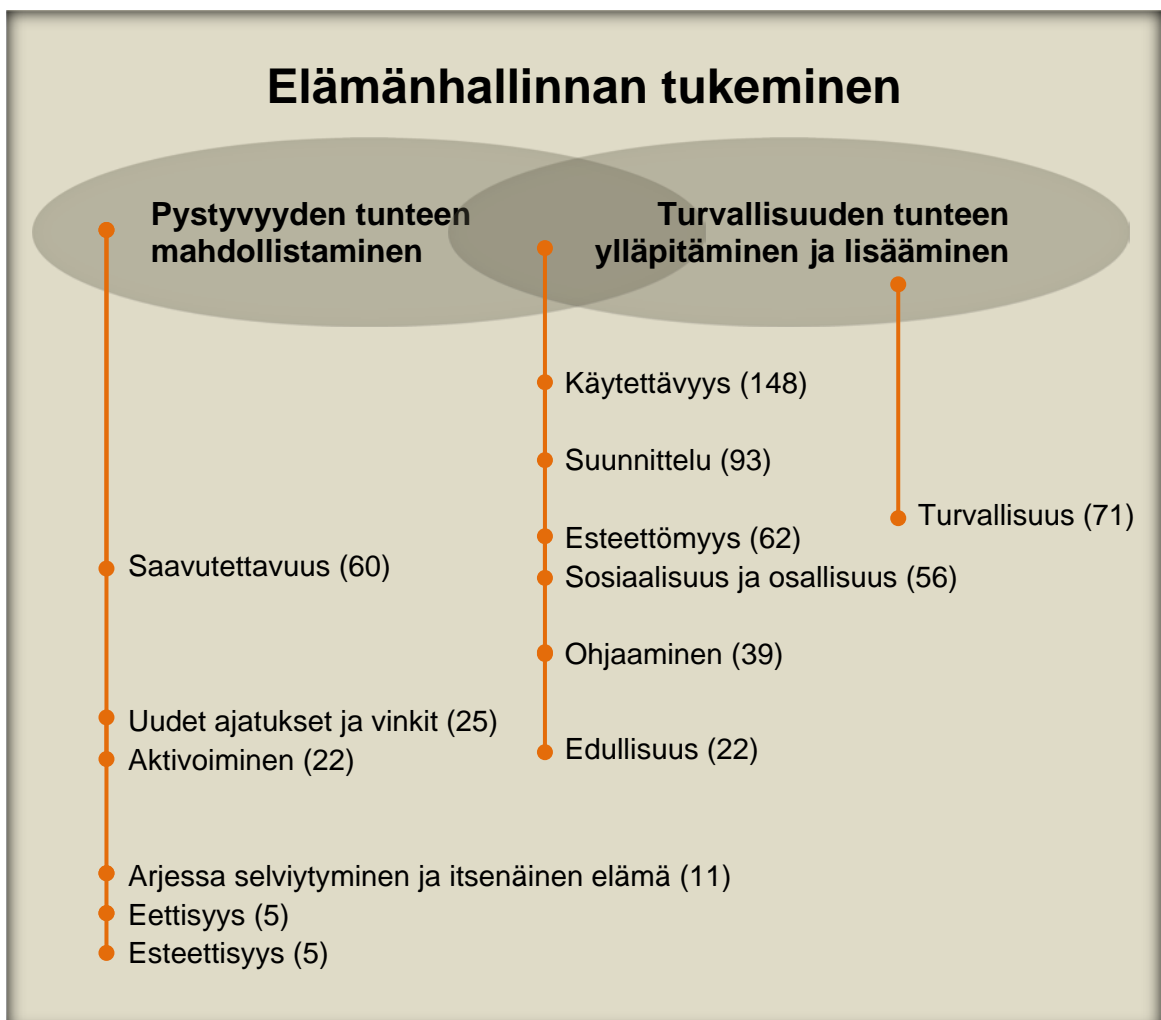 Elämänhallinnan tukeminen
Pystyvyyden tunteen
mahdollistaminen
Turvallisuuden tunteen
ylläpitäminen ja lisääminen
Saavutettavuus (60)
Uudet ajatukset ja vinkit (25)
Aktivoiminen (22)
Arjessa selviytyminen ja itsenäinen elämä (11)
Eettisyys (5)
Esteettisyys (5)
Käytettävyys (148)
Suunnittelu (93)
Esteettömyys (62)
Sosiaalisuus ja osallisuus (56)
Ohjaaminen (39)
Edullisuus (22)
Turvallisuus (71)